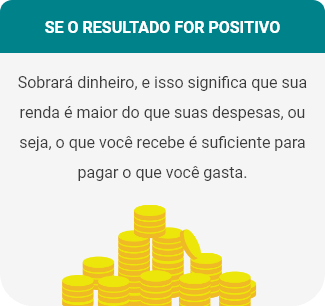 SE O RESULTADO FOR POSITIVO
Sobrará dinheiro, e isso significa que sua
renda é maior do que suas despesas, ou
seja, o que você recebe é suficiente para
pagar o que você gasta.